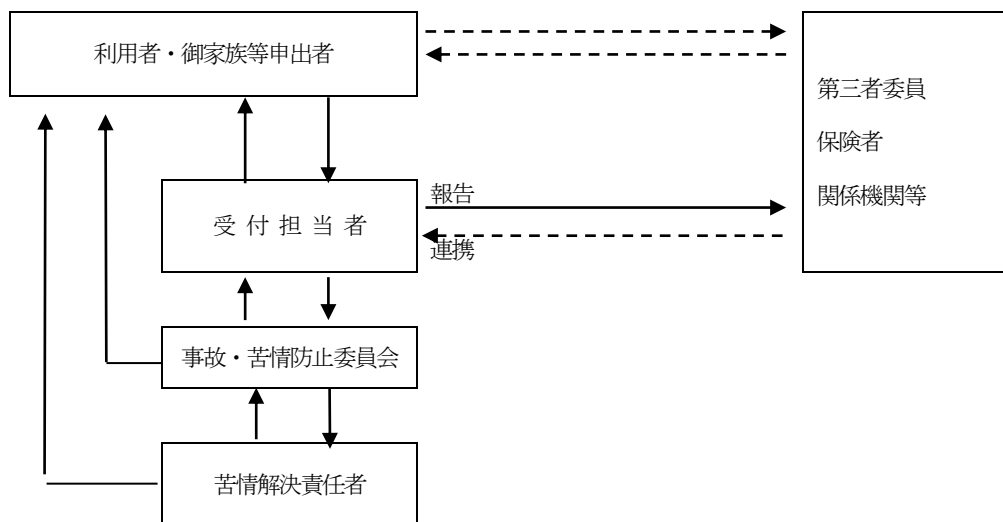 利用者・御家族等申出者
第三者委員
保険者
関係機関等
報告
受付担当者
連携
事故・苦情防止委員会
苦情解決責任者